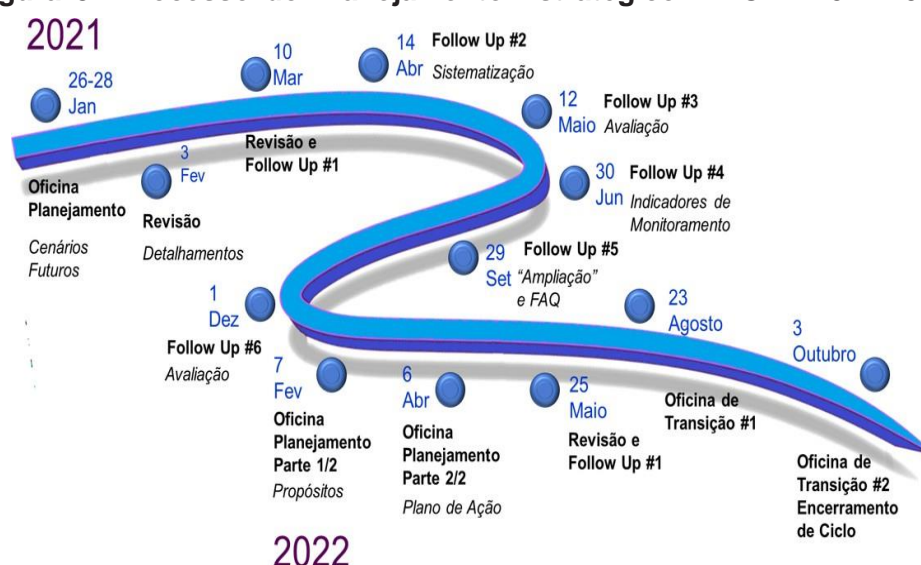 2021
26-28
Jan
Oficina
Planejamento
Cenários
Futuros
3
Fev
Revisão
Detalhamentos
10
Mar
Revisão e
Follow Up #1
14
Abr
Follow Up #2
Sistematização
12
Maio
Follow Up #3
Avaliação
30
Jun
Follow Up #4
Indicadores de
Monitoramento
29
Set
Follow Up #5
“Ampliação”
e FAQ
1
Dez
Follow Up #6
Avaliação
7
Fev
Oficina
Planejamento
Parte 1/2
Propósitos
6
Abr
Oficina
Planejamento
Parte 2/2
Plano de Ação
25
Maio
Revisão e
Follow Up #1
23
Agosto
Oficina de
Transição #1
3
Outubro
Oficina de
Transição #2
Encerramento
de Ciclo
2022